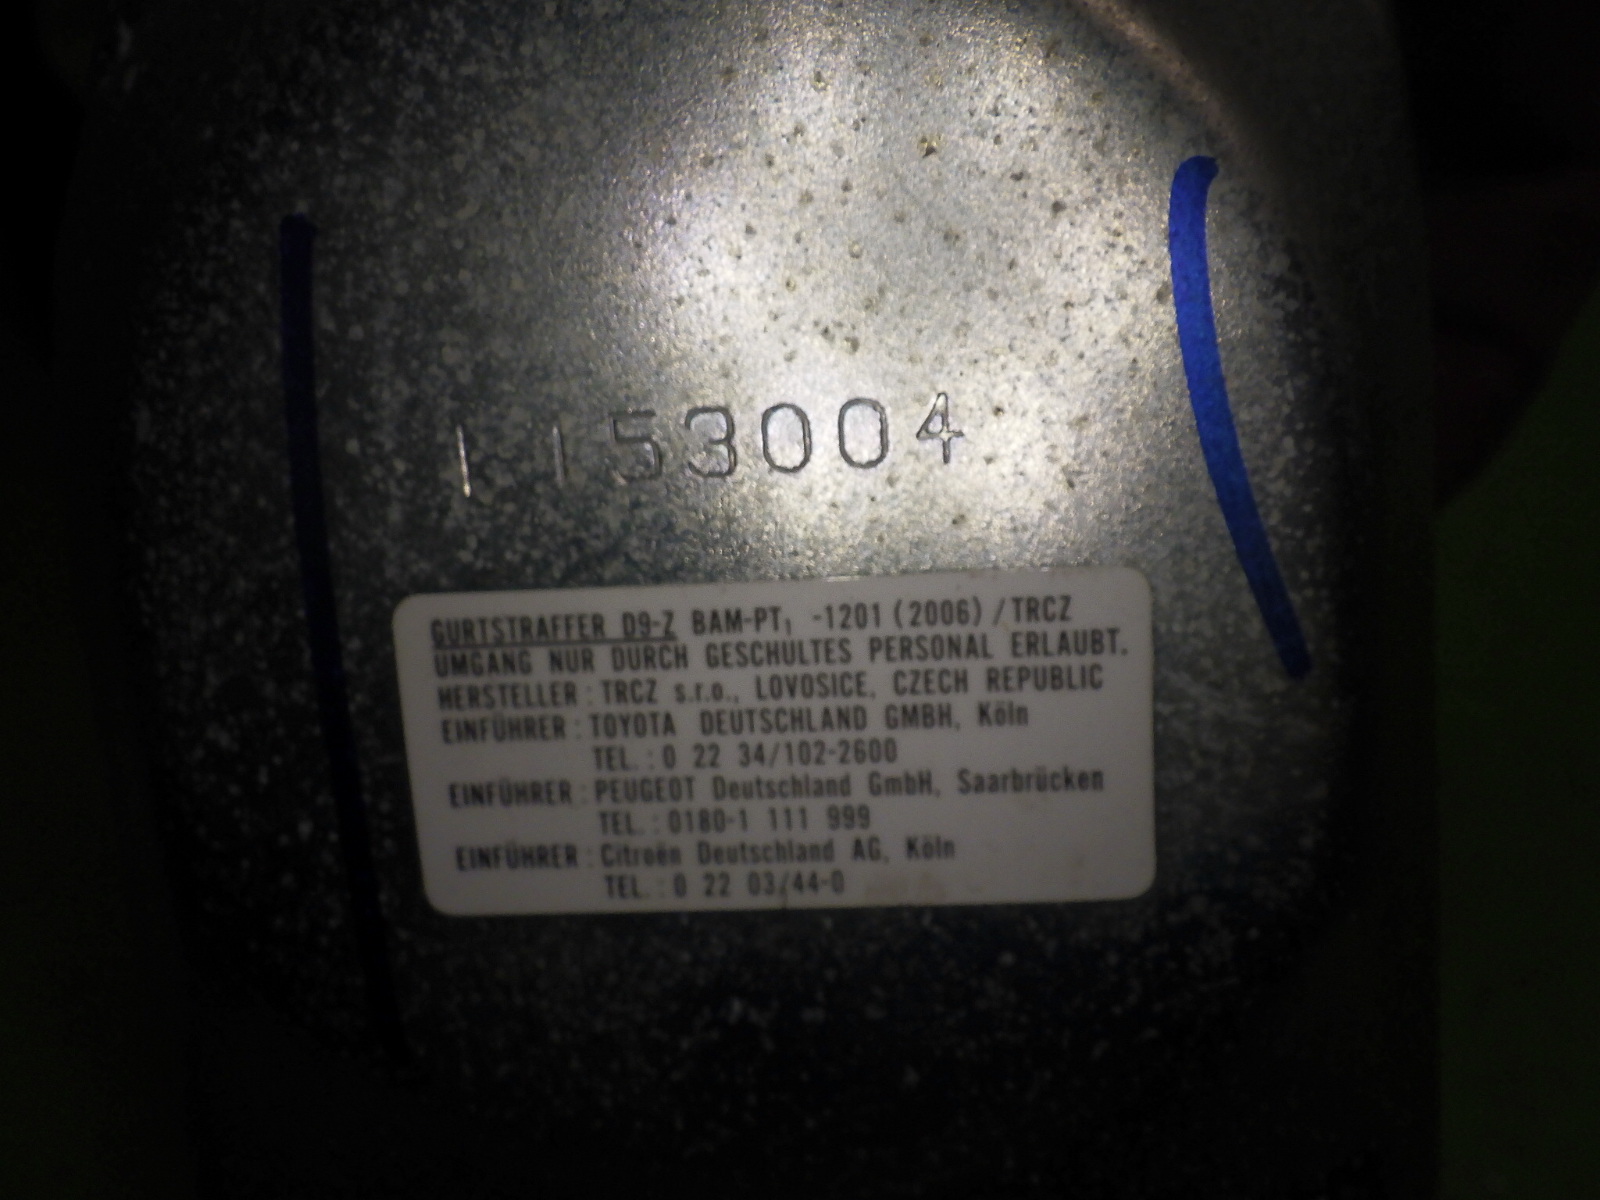 1153004
GURTSTRAFFER D9-Z BAM-PT₁ -1201 (2006) / TRCZ
UMGANG NUR DURCH GESCHULTES PERSONAL ERLAUBT.
HERSTELLER : TRCZ s.r.o., LOVOSICE, CZECH REPUBLIC
EINFÜHRER : TOYOTA DEUTSCHLAND GMBH, Köln
TEL. : 0 22 34/102-2600
EINFÜHRER : PEUGEOT Deutschland GmbH, Saarbrücken
TEL. : 0180-1 111 999
EINFÜHRER : Citroën Deutschland AG, Köln
TEL. : 0 22 03/44-0